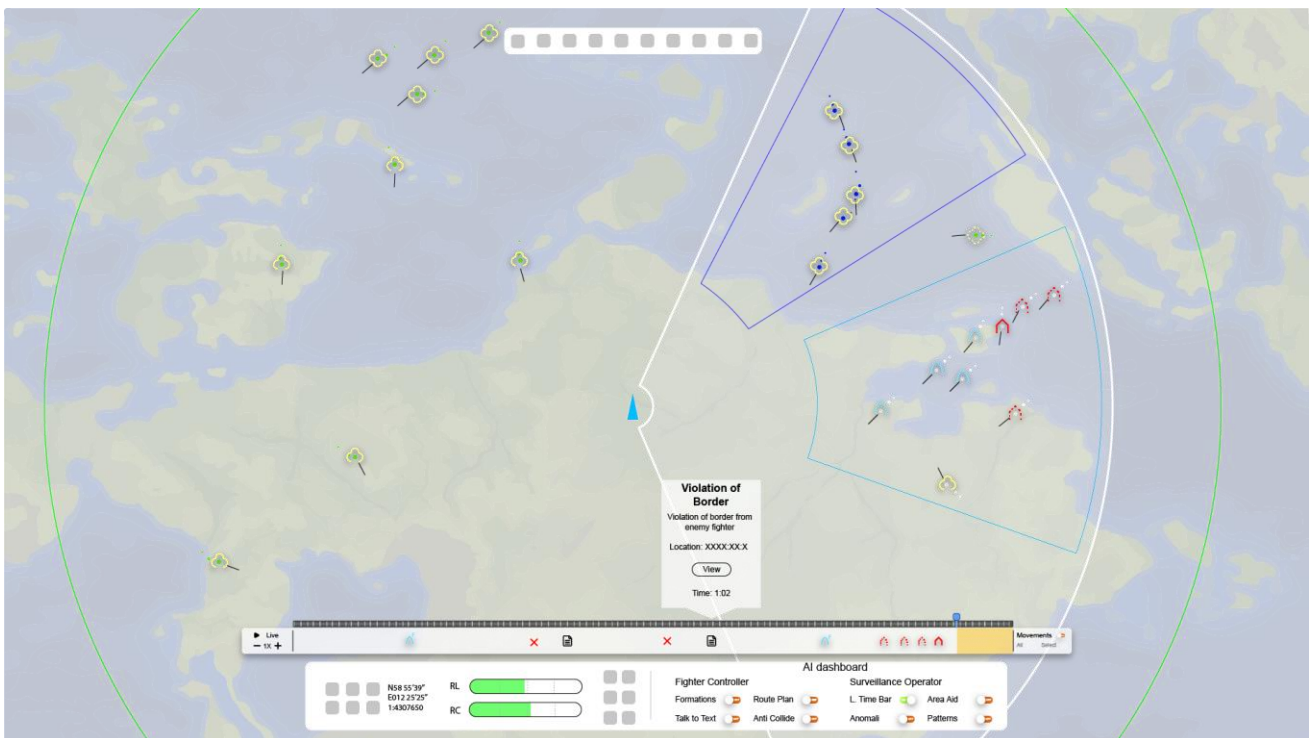 Violation of
Border
Violation of border from
enemy fighter
Location: XXXX:XX:X
View
Time: 1:02
Live
1X
Movements
All Select
N58 55'39"
E012 25'25"
1:4307650
RL
RC
AI dashboard
Fighter Controller
Surveillance Operator
Formations Route Plan L. Time Bar Area Aid
Talk to Text Anti Collide Anomali Patterns